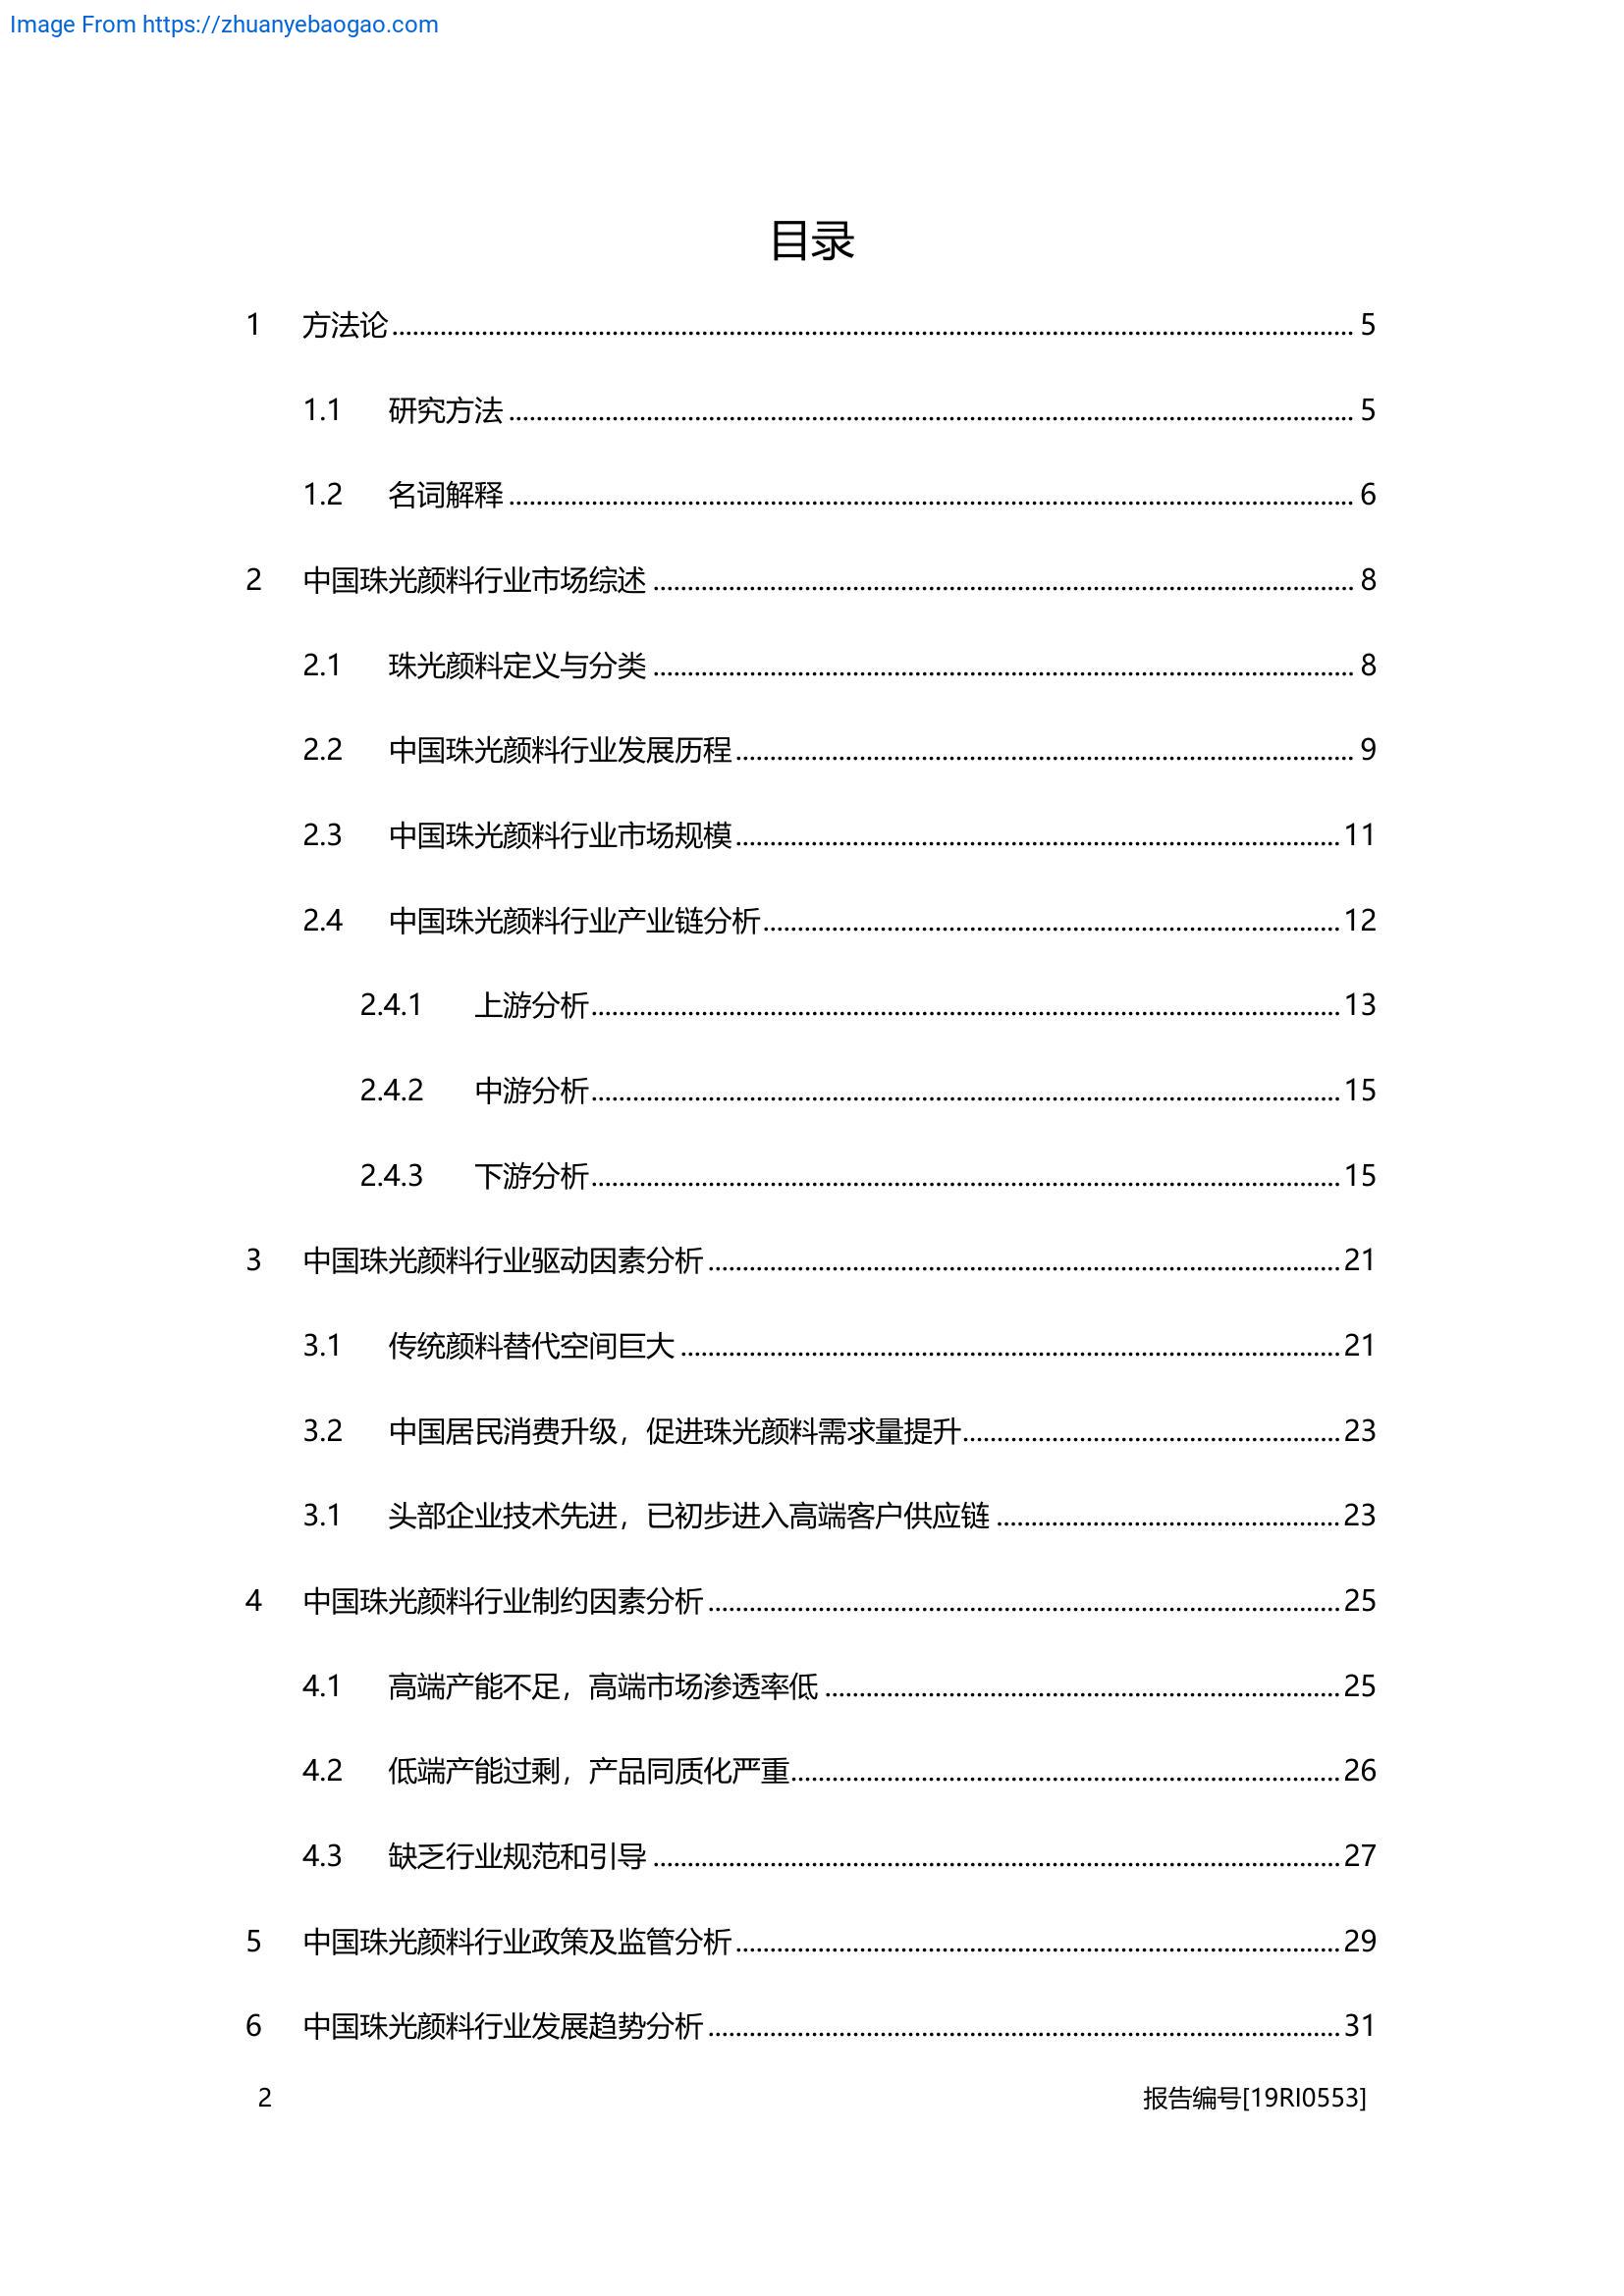 Image From https://zhuanyebaogao.com
目录
1 方法论 5
1.1 研究方法 5
1.2 名词解释 6
2 中国珠光颜料行业市场综述 8
2.1 珠光颜料定义与分类 8
2.2 中国珠光颜料行业发展历程 9
2.3 中国珠光颜料行业市场规模 11
2.4 中国珠光颜料行业产业链分析 12
2.4.1 上游分析 13
2.4.2 中游分析 15
2.4.3 下游分析 15
3 中国珠光颜料行业驱动因素分析 21
3.1 传统颜料替代空间巨大 21
3.2 中国居民消费升级，促进珠光颜料需求量提升 23
3.1 头部企业技术先进，已初步进入高端客户供应链 23
4 中国珠光颜料行业制约因素分析 25
4.1 高端产能不足，高端市场渗透率低 25
4.2 低端产能过剩，产品同质化严重 26
4.3 缺乏行业规范和引导 27
5 中国珠光颜料行业政策及监管分析 29
6 中国珠光颜料行业发展趋势分析 31
2 报告编号[19RI0553]